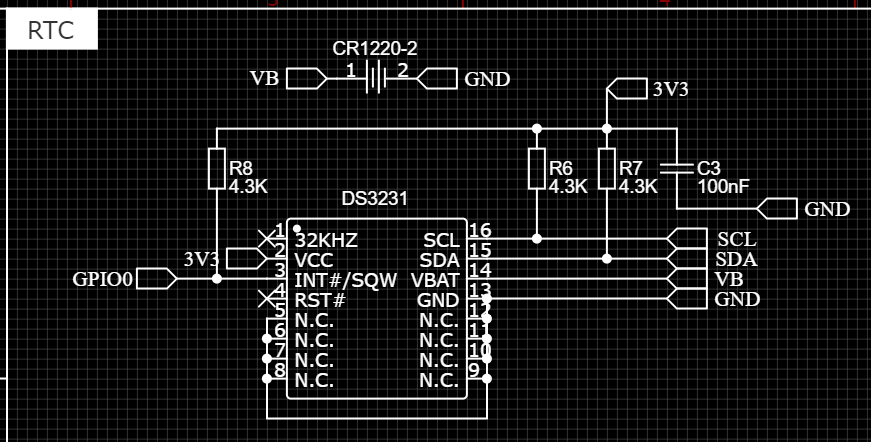 RTC
CR1220-2
VB 1 2 GND
3V3
R8 4.3K
R6 4.3K
R7 4.3K
C3 100nF
GND
DS3231
1 32KHZ SCL 16 SCL
3V3 2 VCC SDA 15 SDA
GPIO0 3 INT#/SQW VBAT 14 VB
4 RST# GND 13 GND
5 N.C. N.C. 12
6 N.C. N.C. 11
7 N.C. N.C. 10
8 N.C. N.C. 9